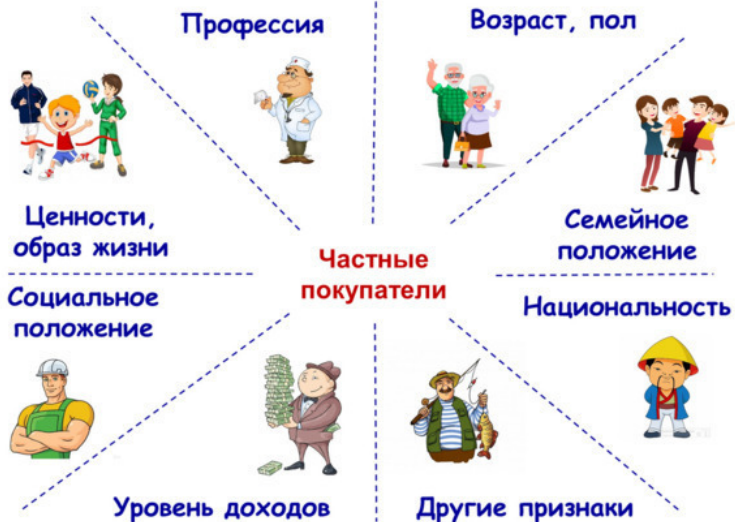 Профессия
Возраст, пол
Ценности,
образ жизни
Семейное
положение
Частные
покупатели
Социальное
положение
Национальность
Уровень доходов
Другие признаки